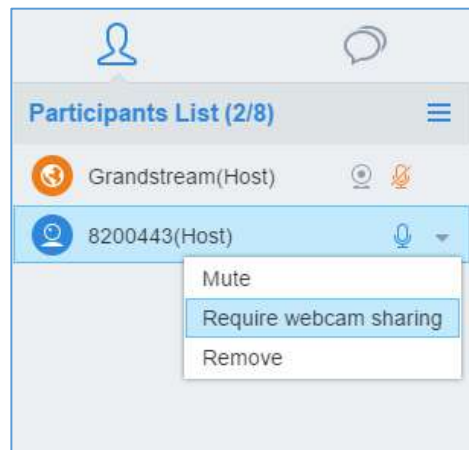 Participants List (2/8)
Grandstream(Host)
8200443(Host)
Mute
Require webcam sharing
Remove